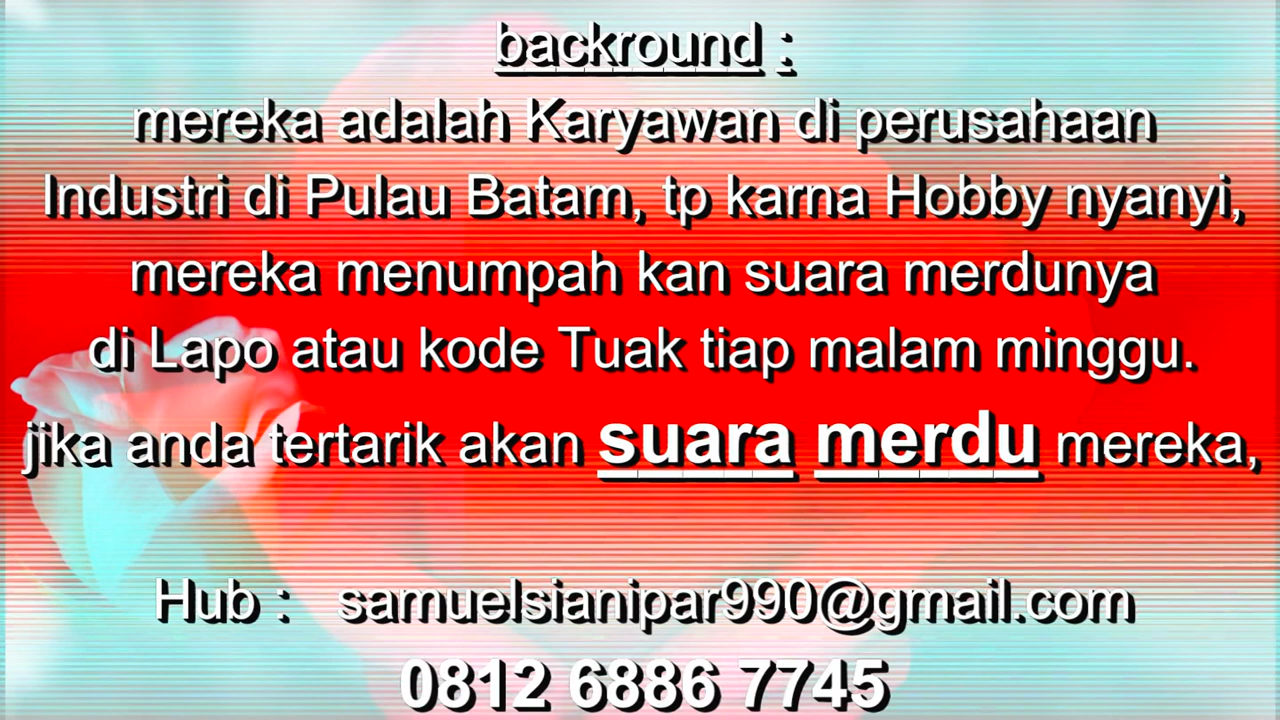 backround :
mereka adalah Karyawan di perusahaan
Industri di Pulau Batam, tp karna Hobby nyanyi,
mereka menumpah kan suara merdunya
di Lapo atau kode Tuak tiap malam minggu.
jika anda tertarik akan suara merdu mereka,
Hub : samuelsianipar990@gmail.com
0812 6886 7745